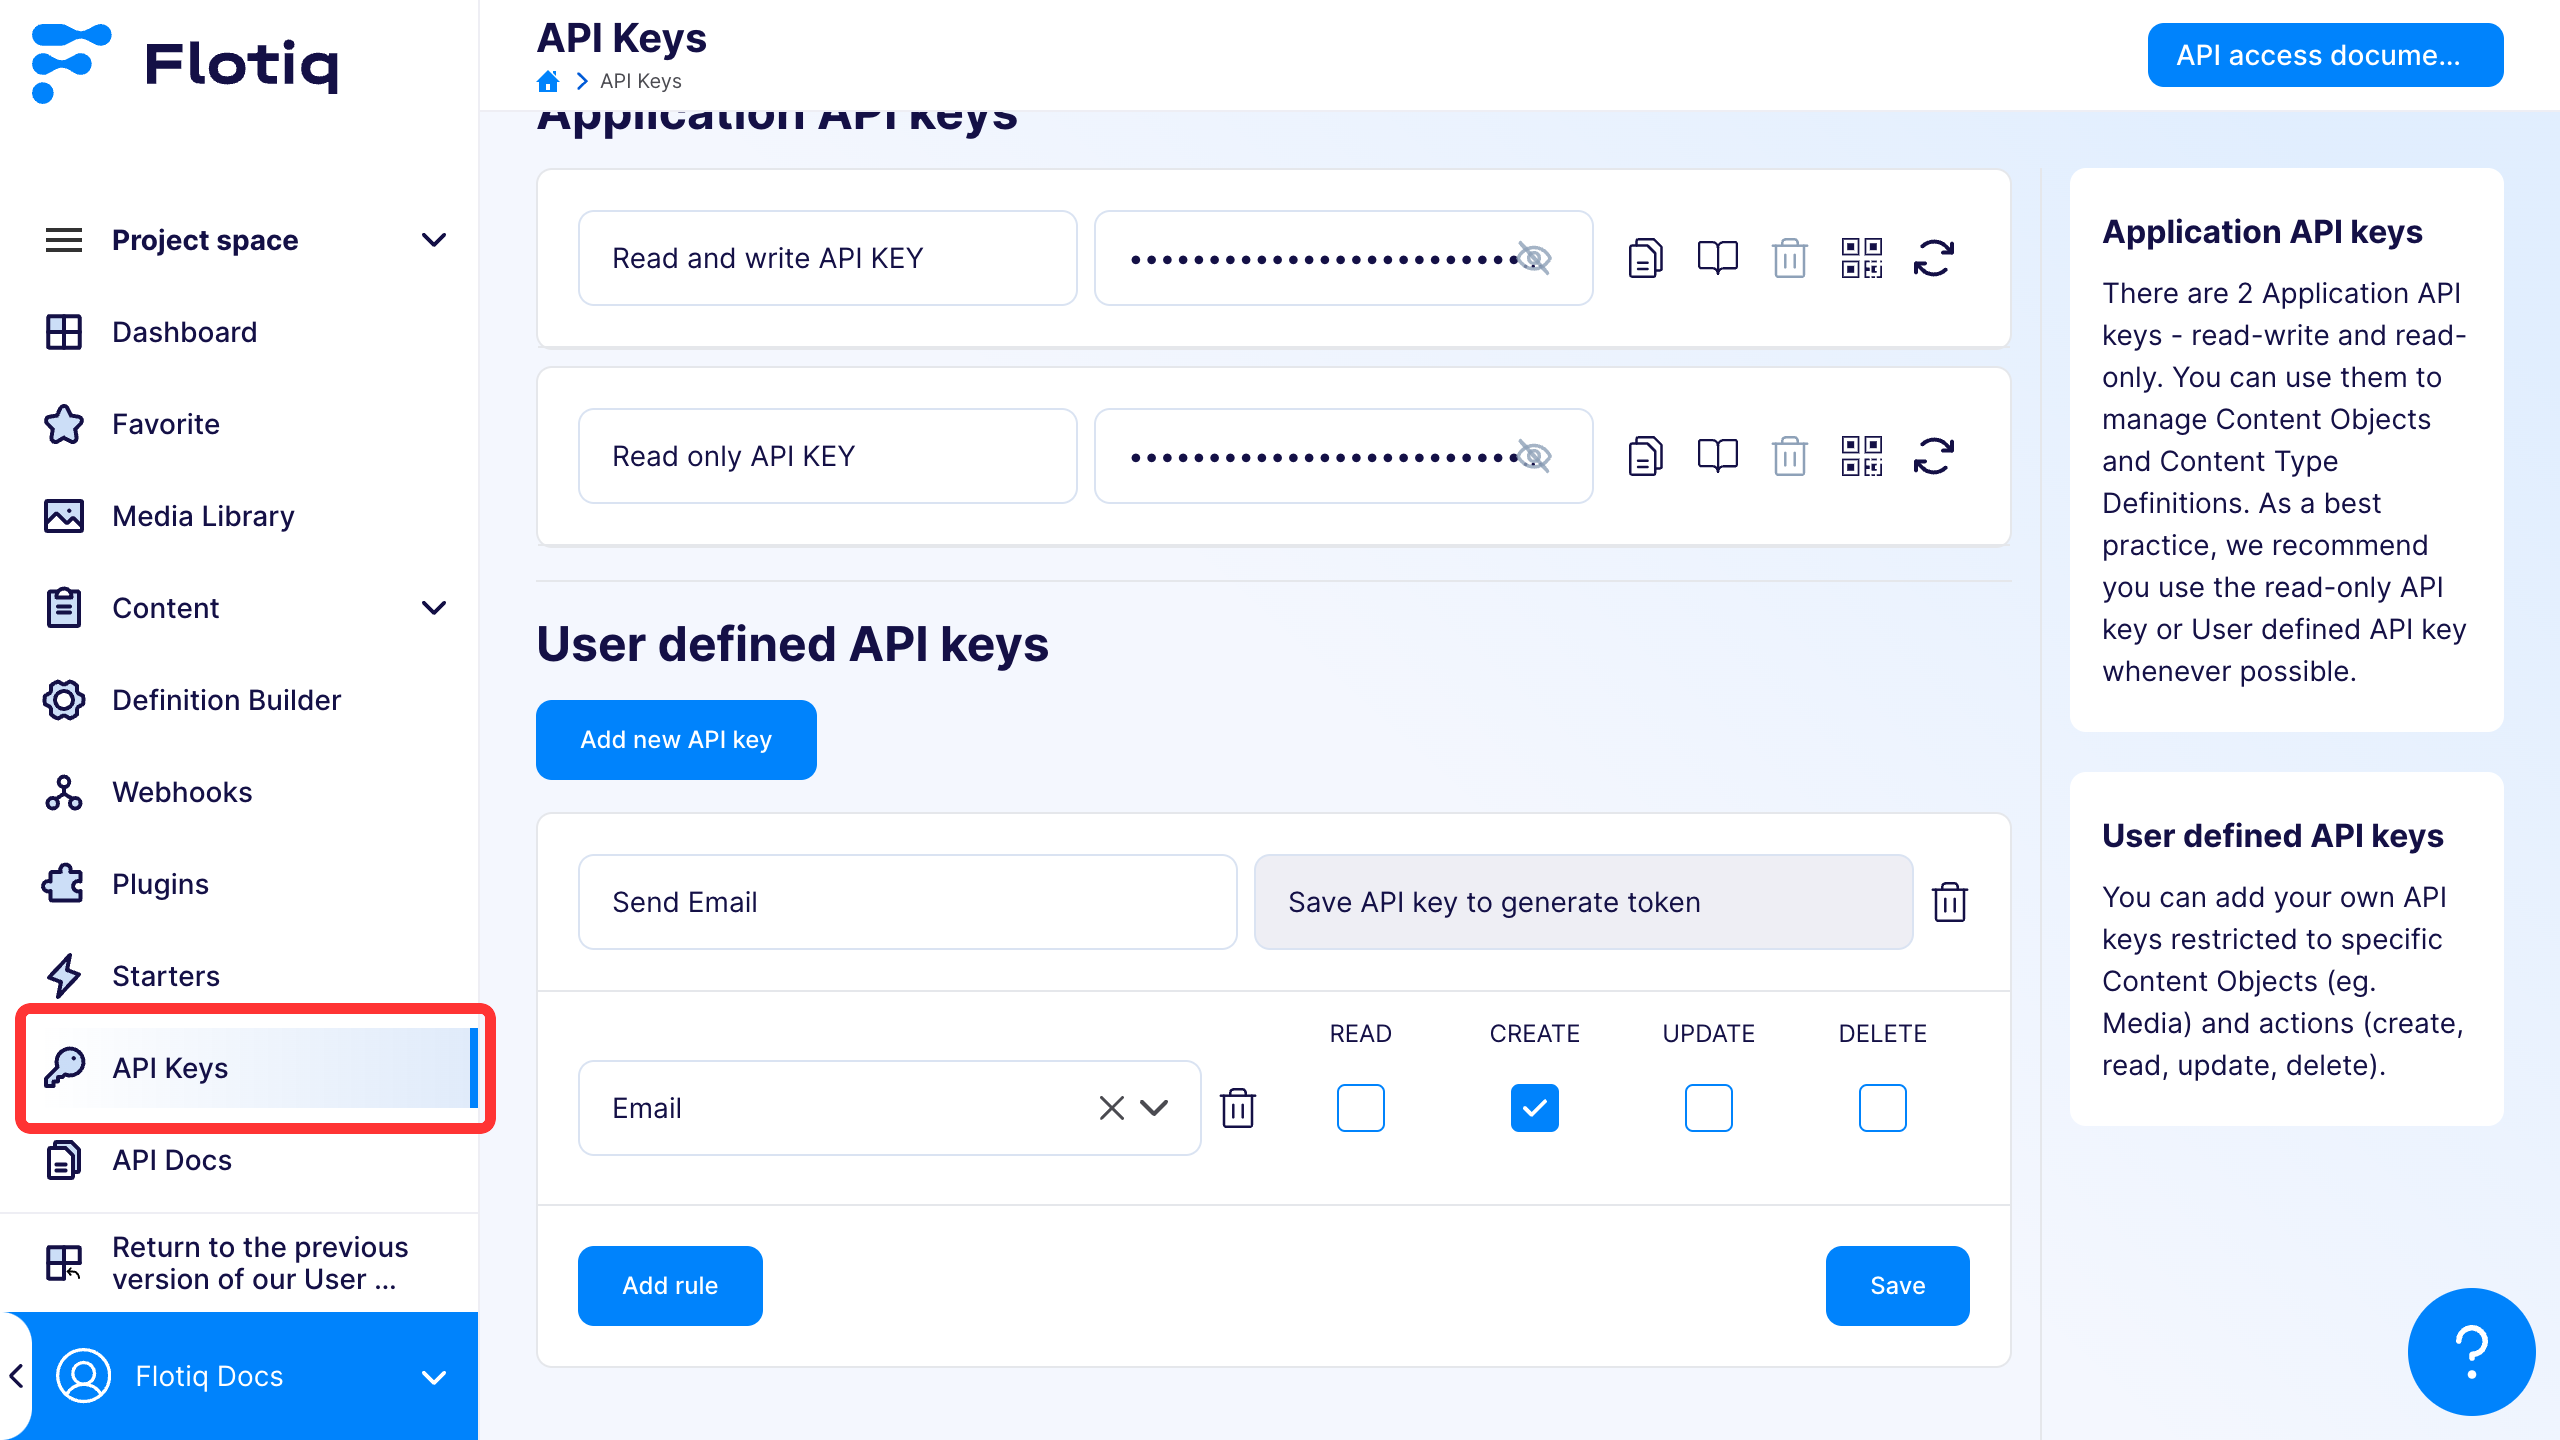 Flotiq
Project space
Dashboard
Favorite
Media Library
Content
Definition Builder
Webhooks
Plugins
Starters
API Keys
API Docs
Return to the previous
version of our User ...
Flotiq Docs
API Keys
API Keys
API access docume...
Application API keys
Read and write API KEY
Read only API KEY
User defined API keys
Add new API key
Send Email
Save API key to generate token
READ CREATE UPDATE DELETE
Email
Add rule
Save
Application API keys
There are 2 Application API
keys - read-write and read-
only. You can use them to
manage Content Objects
and Content Type
Definitions. As a best
practice, we recommend
you use the read-only API
key or User defined API key
whenever possible.
User defined API keys
You can add your own API
keys restricted to specific
Content Objects (eg.
Media) and actions (create,
read, update, delete).
?